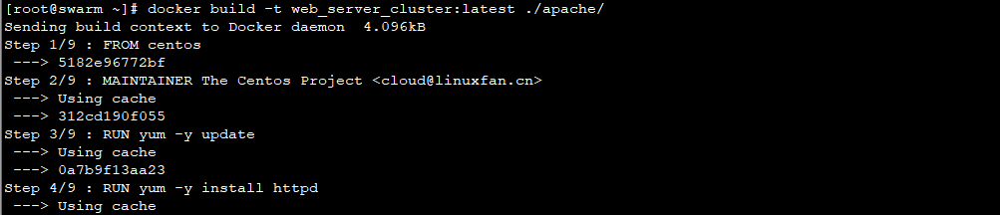 [root@swarm ~]# docker build -t web_server_cluster:latest ./apache/
Sending build context to Docker daemon  4.096kB
Step 1/9 : FROM centos
 ---> 5182e96772bf
Step 2/9 : MAINTAINER The Centos Project <cloud@linuxfan.cn>
 ---> Using cache
 ---> 312cd190f055
Step 3/9 : RUN yum -y update
 ---> Using cache
 ---> 0a7b9f13aa23
Step 4/9 : RUN yum -y install httpd
 ---> Using cache